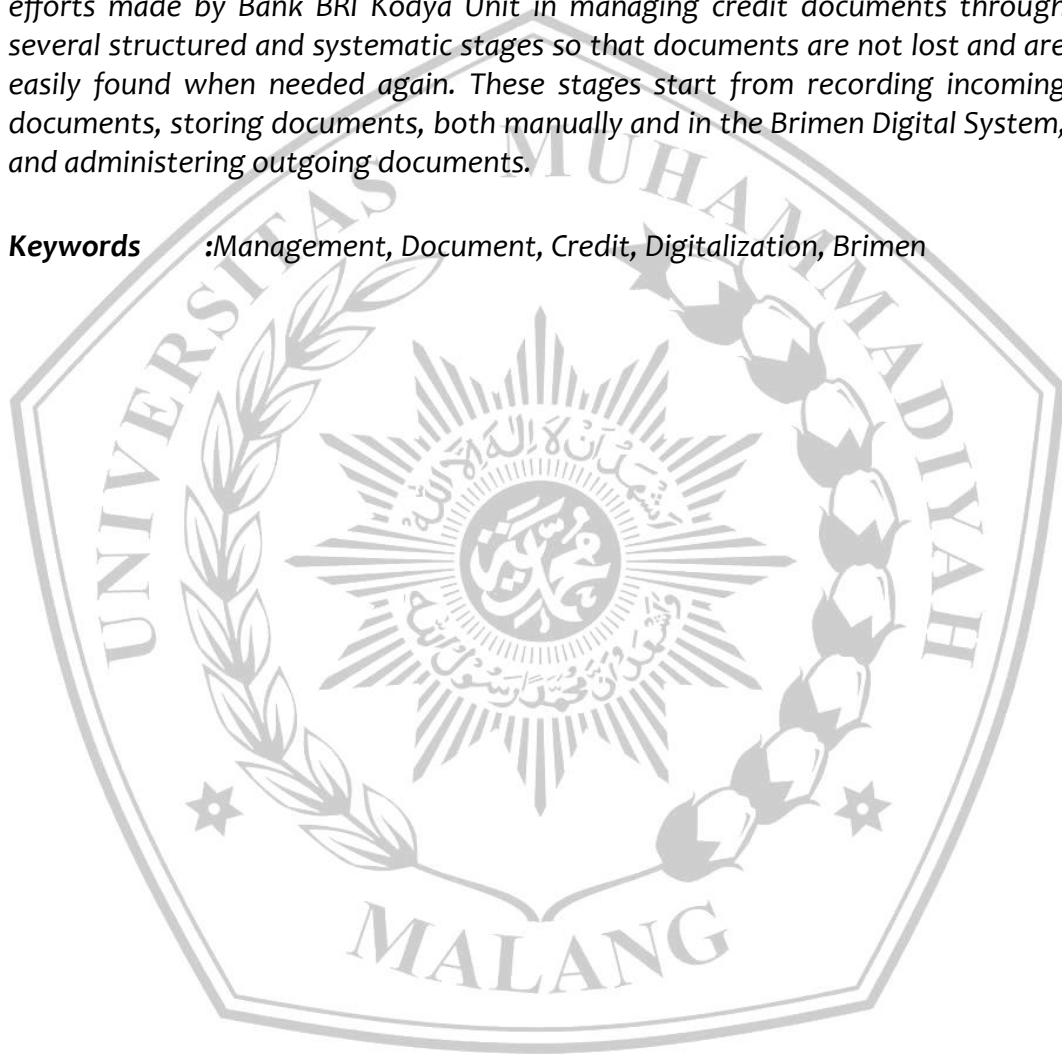 efforts made by Bank BRI Kodya Unit in managing credit documents through
several structured and systematic stages so that documents are not lost and are
easily found when needed again. These stages start from recording incoming
documents, storing documents, both manually and in the Brimen Digital System,
and administering outgoing documents.
Keywords :Management, Document, Credit, Digitalization, Brimen
UNIVERSITAS MUHAMMADIYAH
MALANG